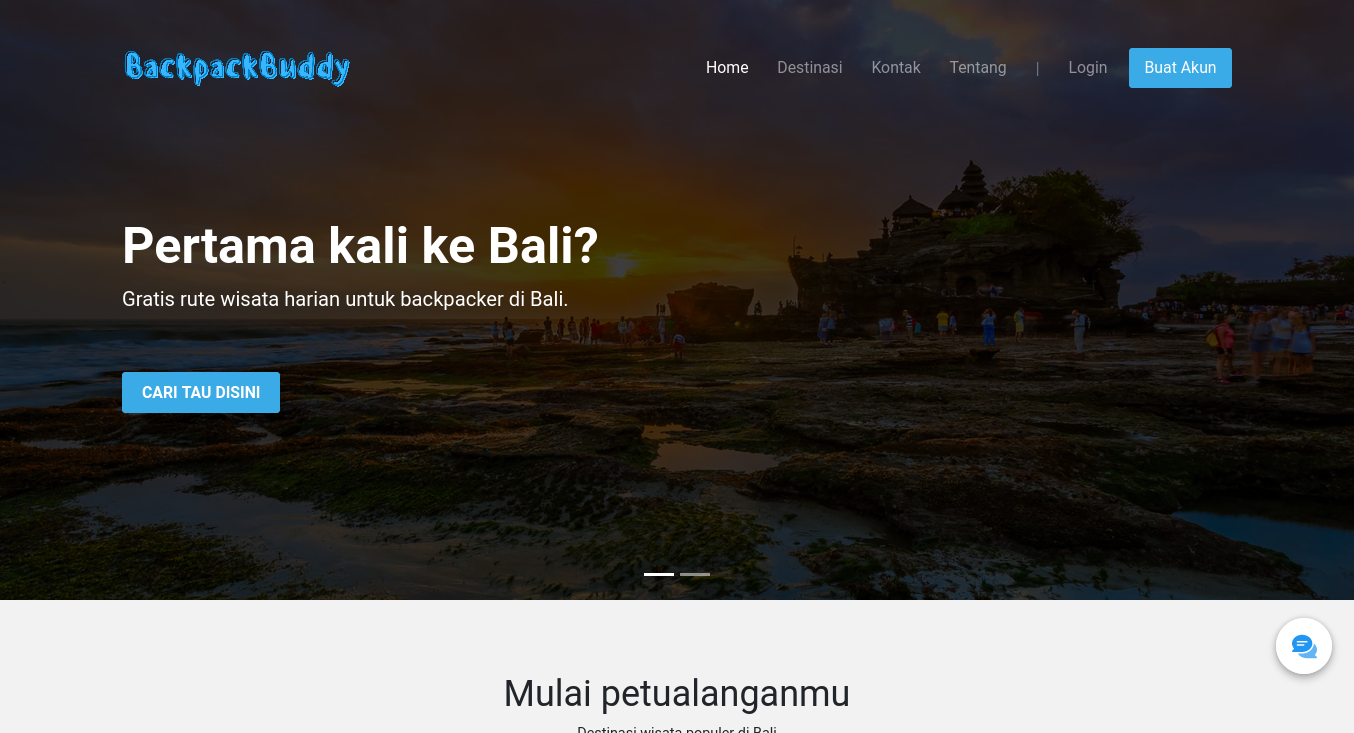 BackpackBuddy
Home Destinasi Kontak Tentang | Login Buat Akun
Pertama kali ke Bali?
Gratis rute wisata harian untuk backpacker di Bali.
CARI TAU DISINI
Mulai petualanganmu
Destinasi wisata populer di Bali